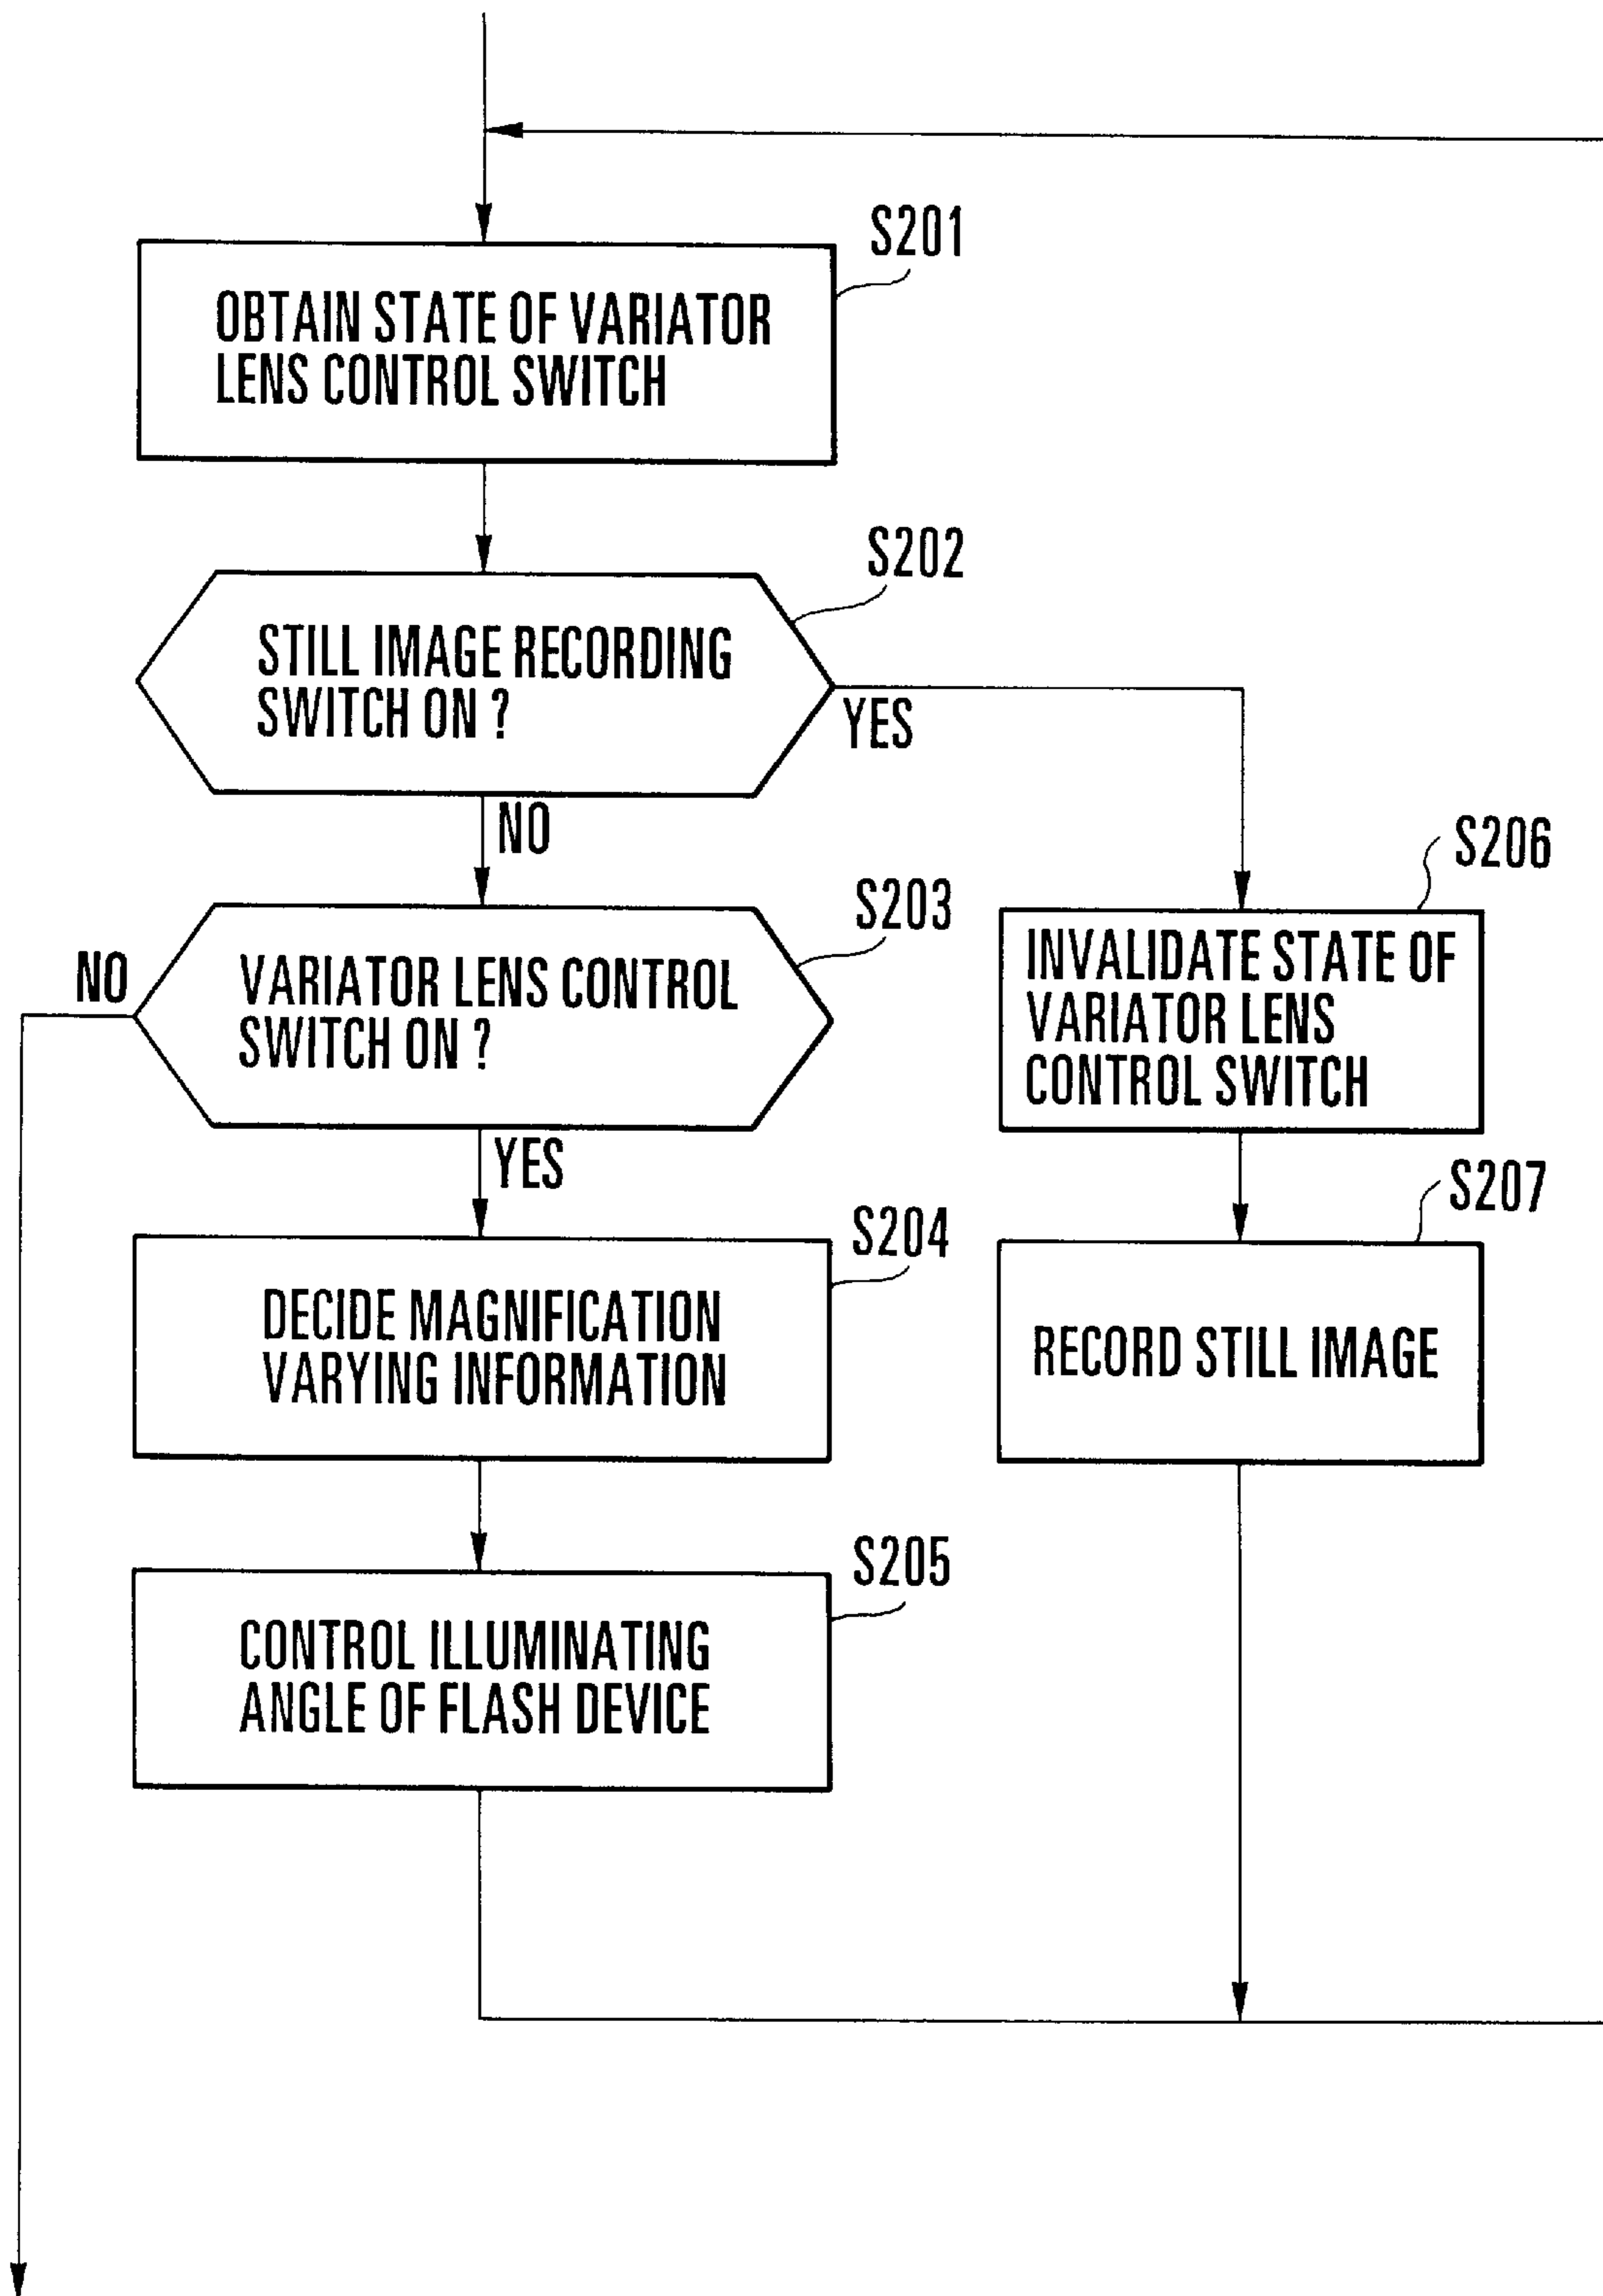 S201
OBTAIN STATE OF VARIATOR
LENS CONTROL SWITCH
S202
STILL IMAGE RECORDING
SWITCH ON ?
YES
NO
S203
NO
VARIATOR LENS CONTROL
SWITCH ON ?
YES
S204
DECIDE MAGNIFICATION
VARYING INFORMATION
S205
CONTROL ILLUMINATING
ANGLE OF FLASH DEVICE
S206
INVALIDATE STATE OF
VARIATOR LENS
CONTROL SWITCH
S207
RECORD STILL IMAGE